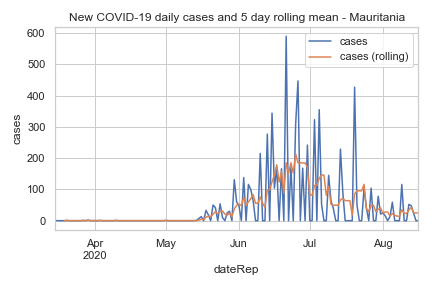 New COVID-19 daily cases and 5 day rolling mean - Mauritania
600
500
400
300
200
100
0
cases
cases
cases (rolling)
Apr
2020
May
Jun
Jul
Aug
dateRep